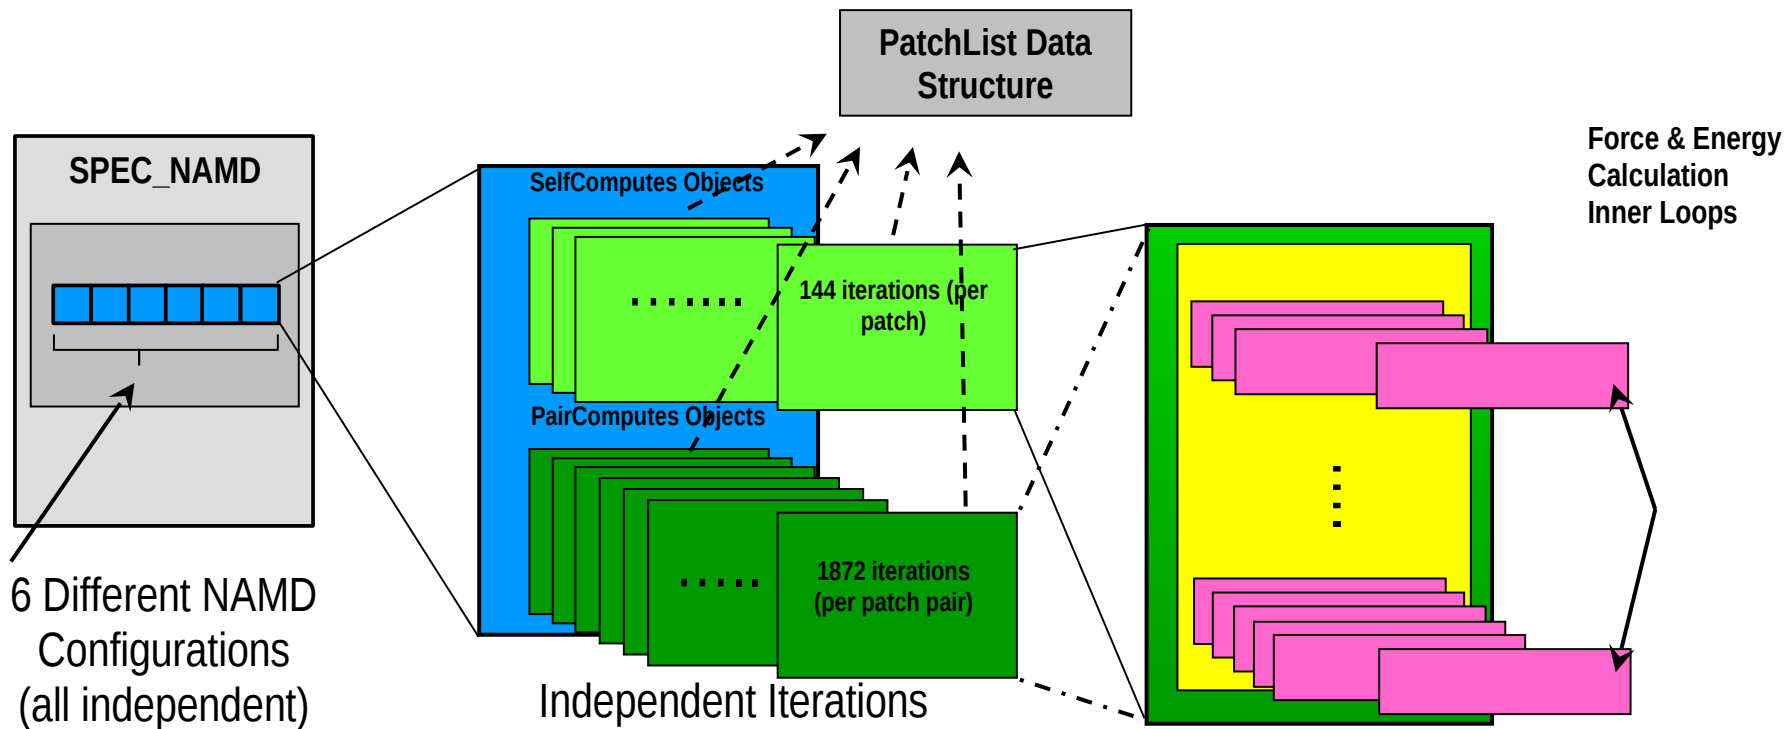 PatchList Data
Structure
SPEC_NAMD
SelfComputes Objects
144 iterations (per
patch)
PairComputes Objects
1872 iterations
(per patch pair)
Force & Energy
Calculation
Inner Loops
6 Different NAMD
Configurations
(all independent)
Independent Iterations